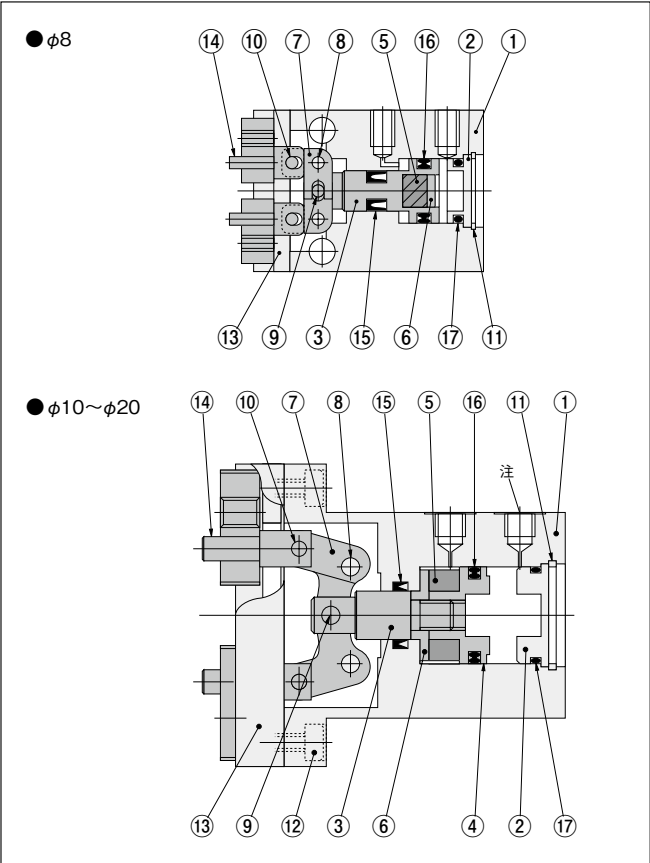 ●φ8
⑭ ⑩ ⑦ ⑧ ⑤ ⑯ ② ①
⑬ ⑨ ③ ⑮ ⑥ ⑰ ⑪
●φ10～φ20
⑭ ⑩ ⑦ ⑧ ⑮ ⑤ ⑯ ⑪ ①
注
⑬ ⑨ ⑫ ③ ⑥ ④ ② ⑰